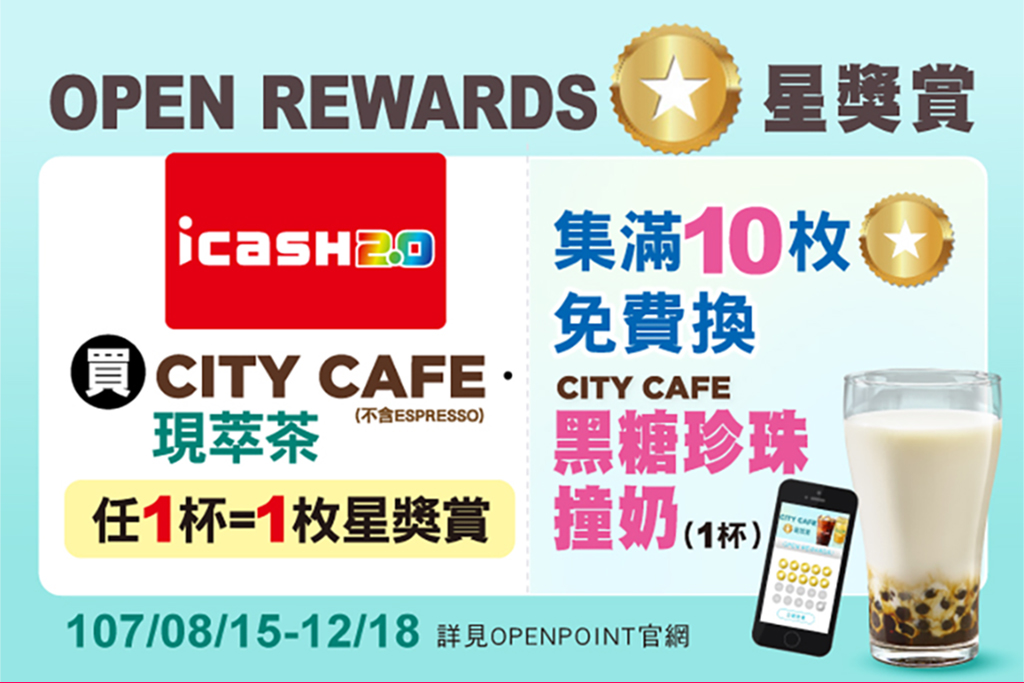 OPEN REWARDS 星獎賞
icash2.0
買 CITY CAFE・
(不含ESPRESSO)
現萃茶
任1杯=1枚星獎賞
集滿10枚
免費換
CITY CAFE
黑糖珍珠
撞奶(1杯)
CITY CAFE
107/08/15-12/18 詳見OPENPOINT官網